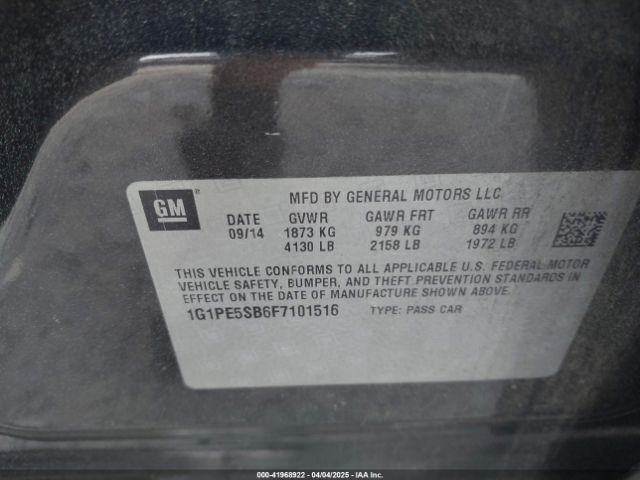 GM
MFD BY GENERAL MOTORS LLC
DATE GVWR GAWR FRT GAWR RR
09/14 1873 KG 979 KG 894 KG
4130 LB 2158 LB 1972 LB
THIS VEHICLE CONFORMS TO ALL APPLICABLE U.S. FEDERAL MOTOR
VEHICLE SAFETY, BUMPER, AND THEFT PREVENTION STANDARDS IN
EFFECT ON THE DATE OF MANUFACTURE SHOWN ABOVE.
1G1PE5SB6F7101516 TYPE: PASS CAR
000-41968922 - 04/04/2025 - IAA Inc.